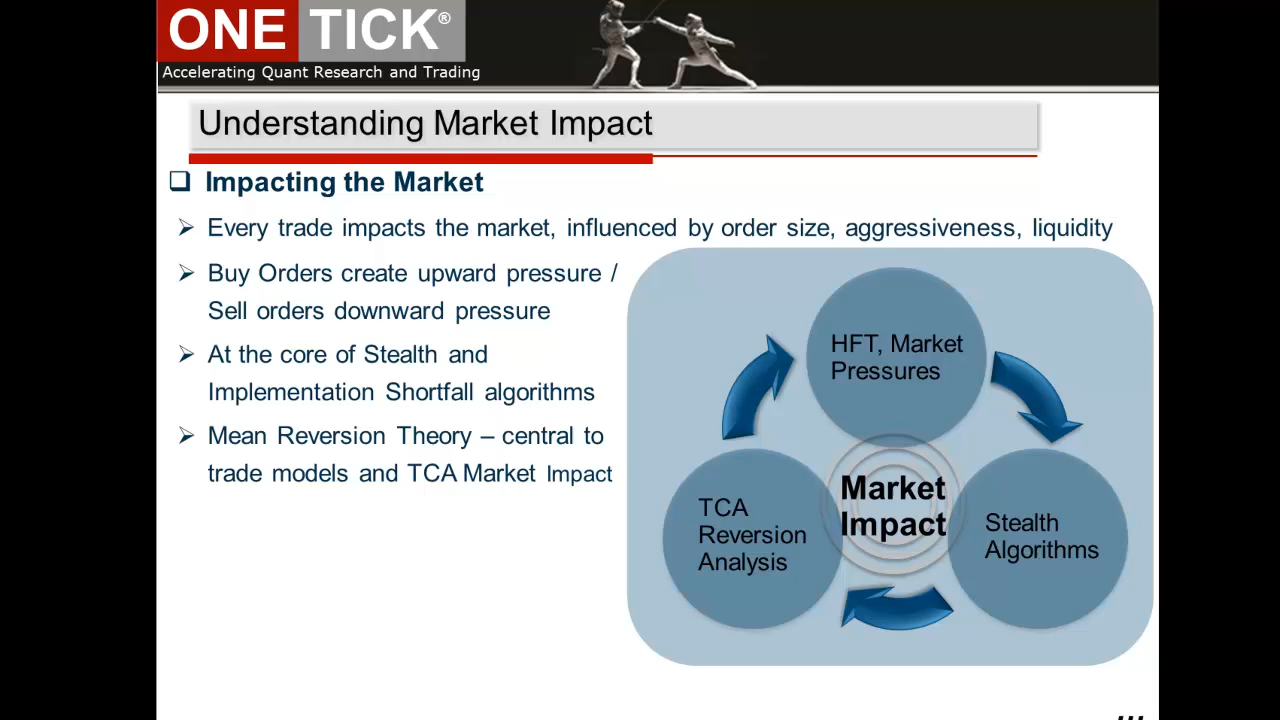 ONE TICK®
Accelerating Quant Research and Trading
Understanding Market Impact
❑ Impacting the Market
➢ Every trade impacts the market, influenced by order size, aggressiveness, liquidity
➢ Buy Orders create upward pressure /
Sell orders downward pressure
➢ At the core of Stealth and
Implementation Shortfall algorithms
➢ Mean Reversion Theory – central to
trade models and TCA Market Impact
HFT, Market
Pressures
Market
Impact
TCA
Reversion
Analysis
Stealth
Algorithms